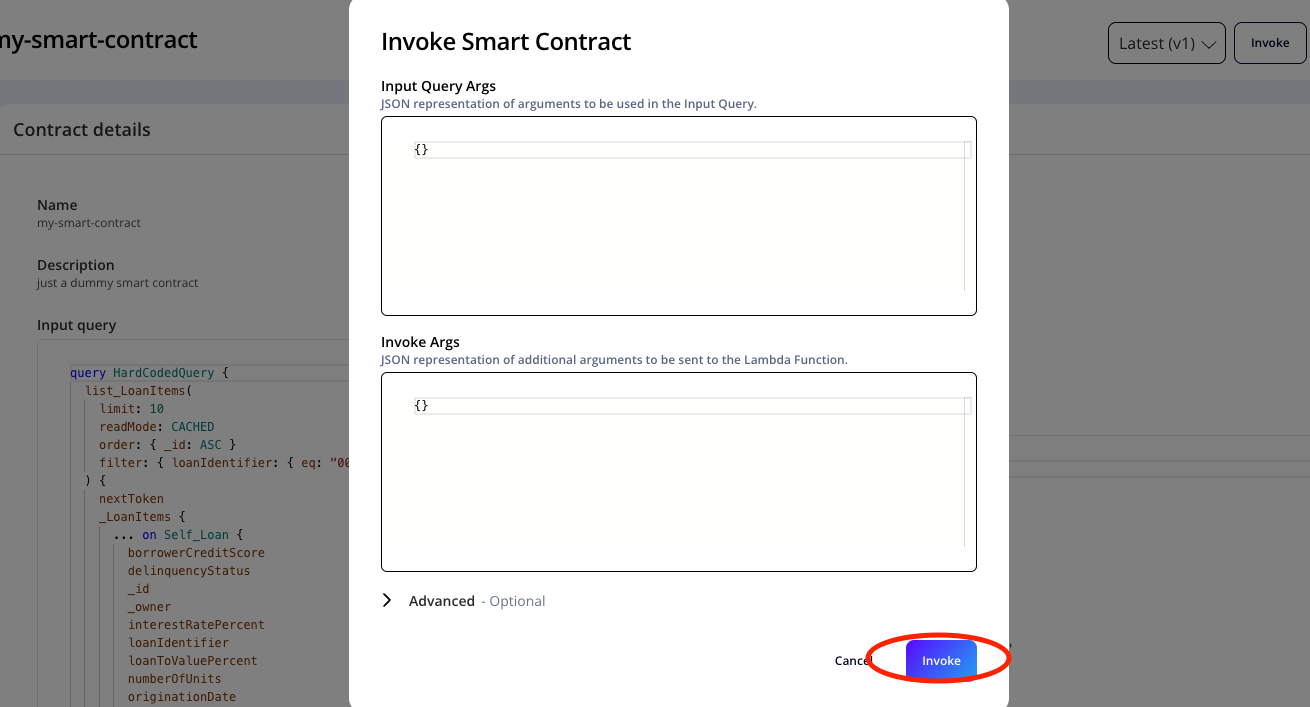 my-smart-contract
Latest (v1)
Invoke
Contract details
Name
my-smart-contract
Description
just a dummy smart contract
Input query
query HardCodedQuery {
list_LoanItems(
limit: 10
readMode: CACHED
order: { _id: ASC }
filter: { loanIdentifier: { eq: "00
) {
nextToken
_LoanItems {
... on Self_Loan {
borrowerCreditScore
delinquencyStatus
_id
_owner
interestRatePercent
loanIdentifier
loanToValuePercent
numberOfUnits
originationDate
Invoke Smart Contract
Input Query Args
JSON representation of arguments to be used in the Input Query.
{}
Invoke Args
JSON representation of additional arguments to be sent to the Lambda Function.
{}
Advanced - Optional
Cancel
Invoke